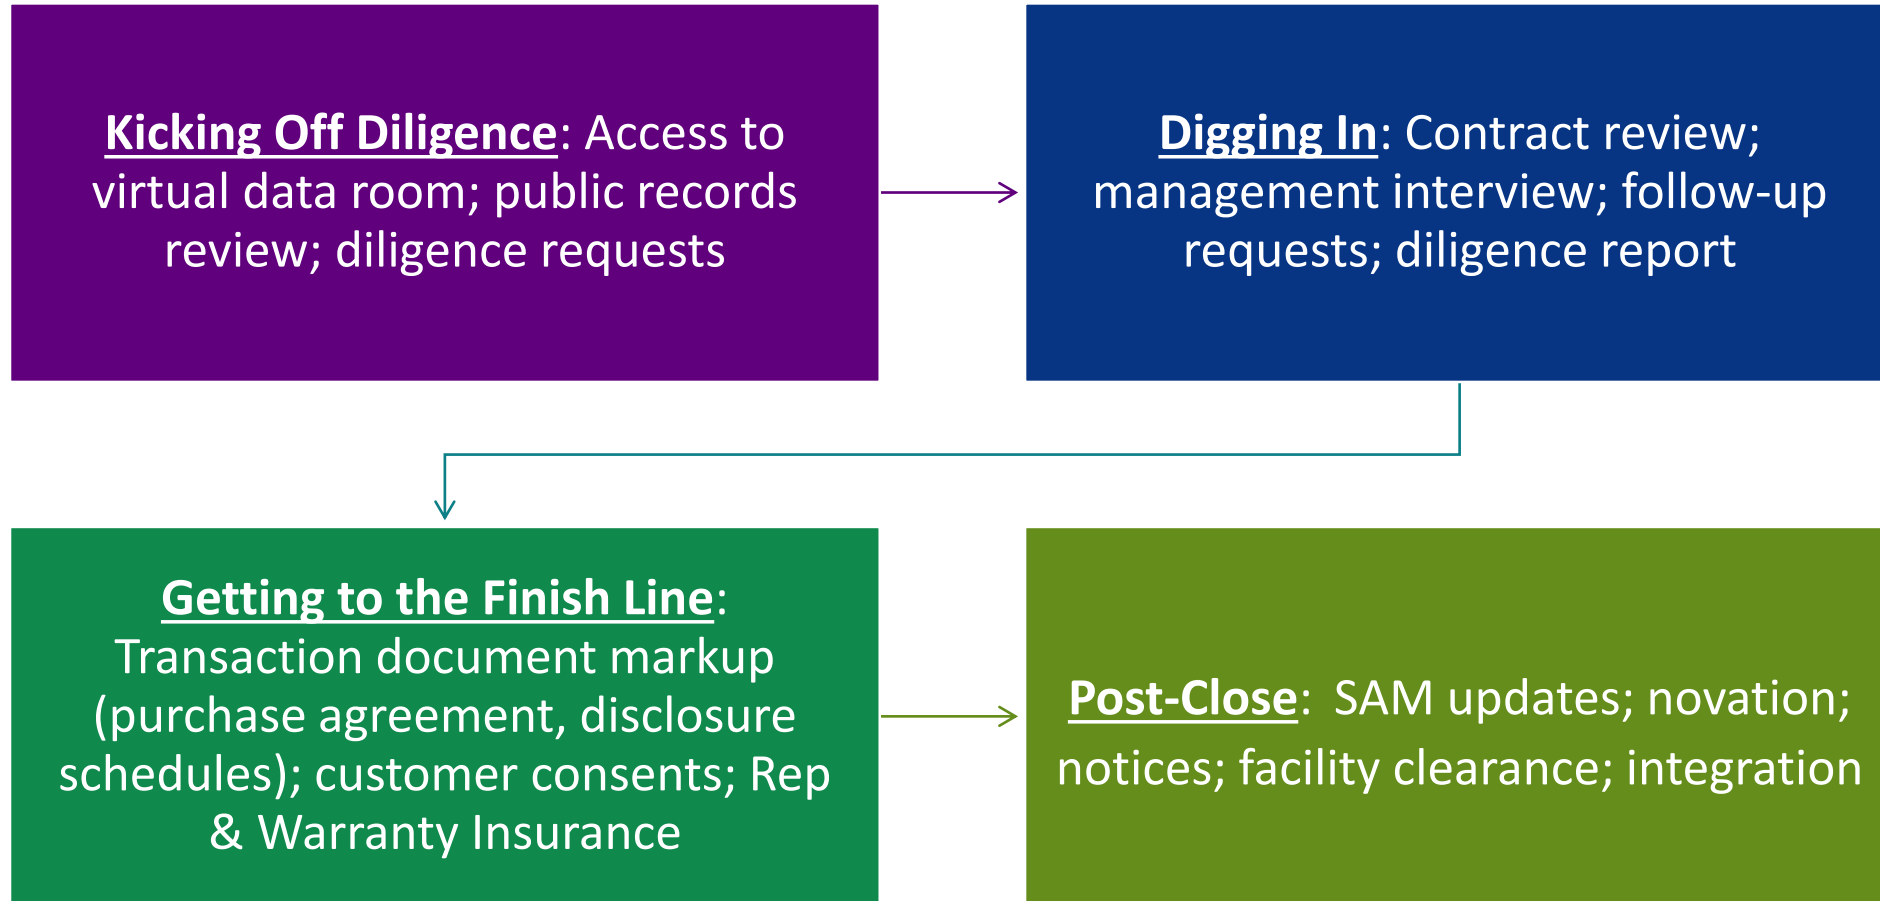 Kicking Off Diligence: Access to
virtual data room; public records
review; diligence requests
Digging In: Contract review;
management interview; follow-up
requests; diligence report
Getting to the Finish Line:
Transaction document markup
(purchase agreement, disclosure
schedules); customer consents; Rep
& Warranty Insurance
Post-Close:  SAM updates; novation;
notices; facility clearance; integration